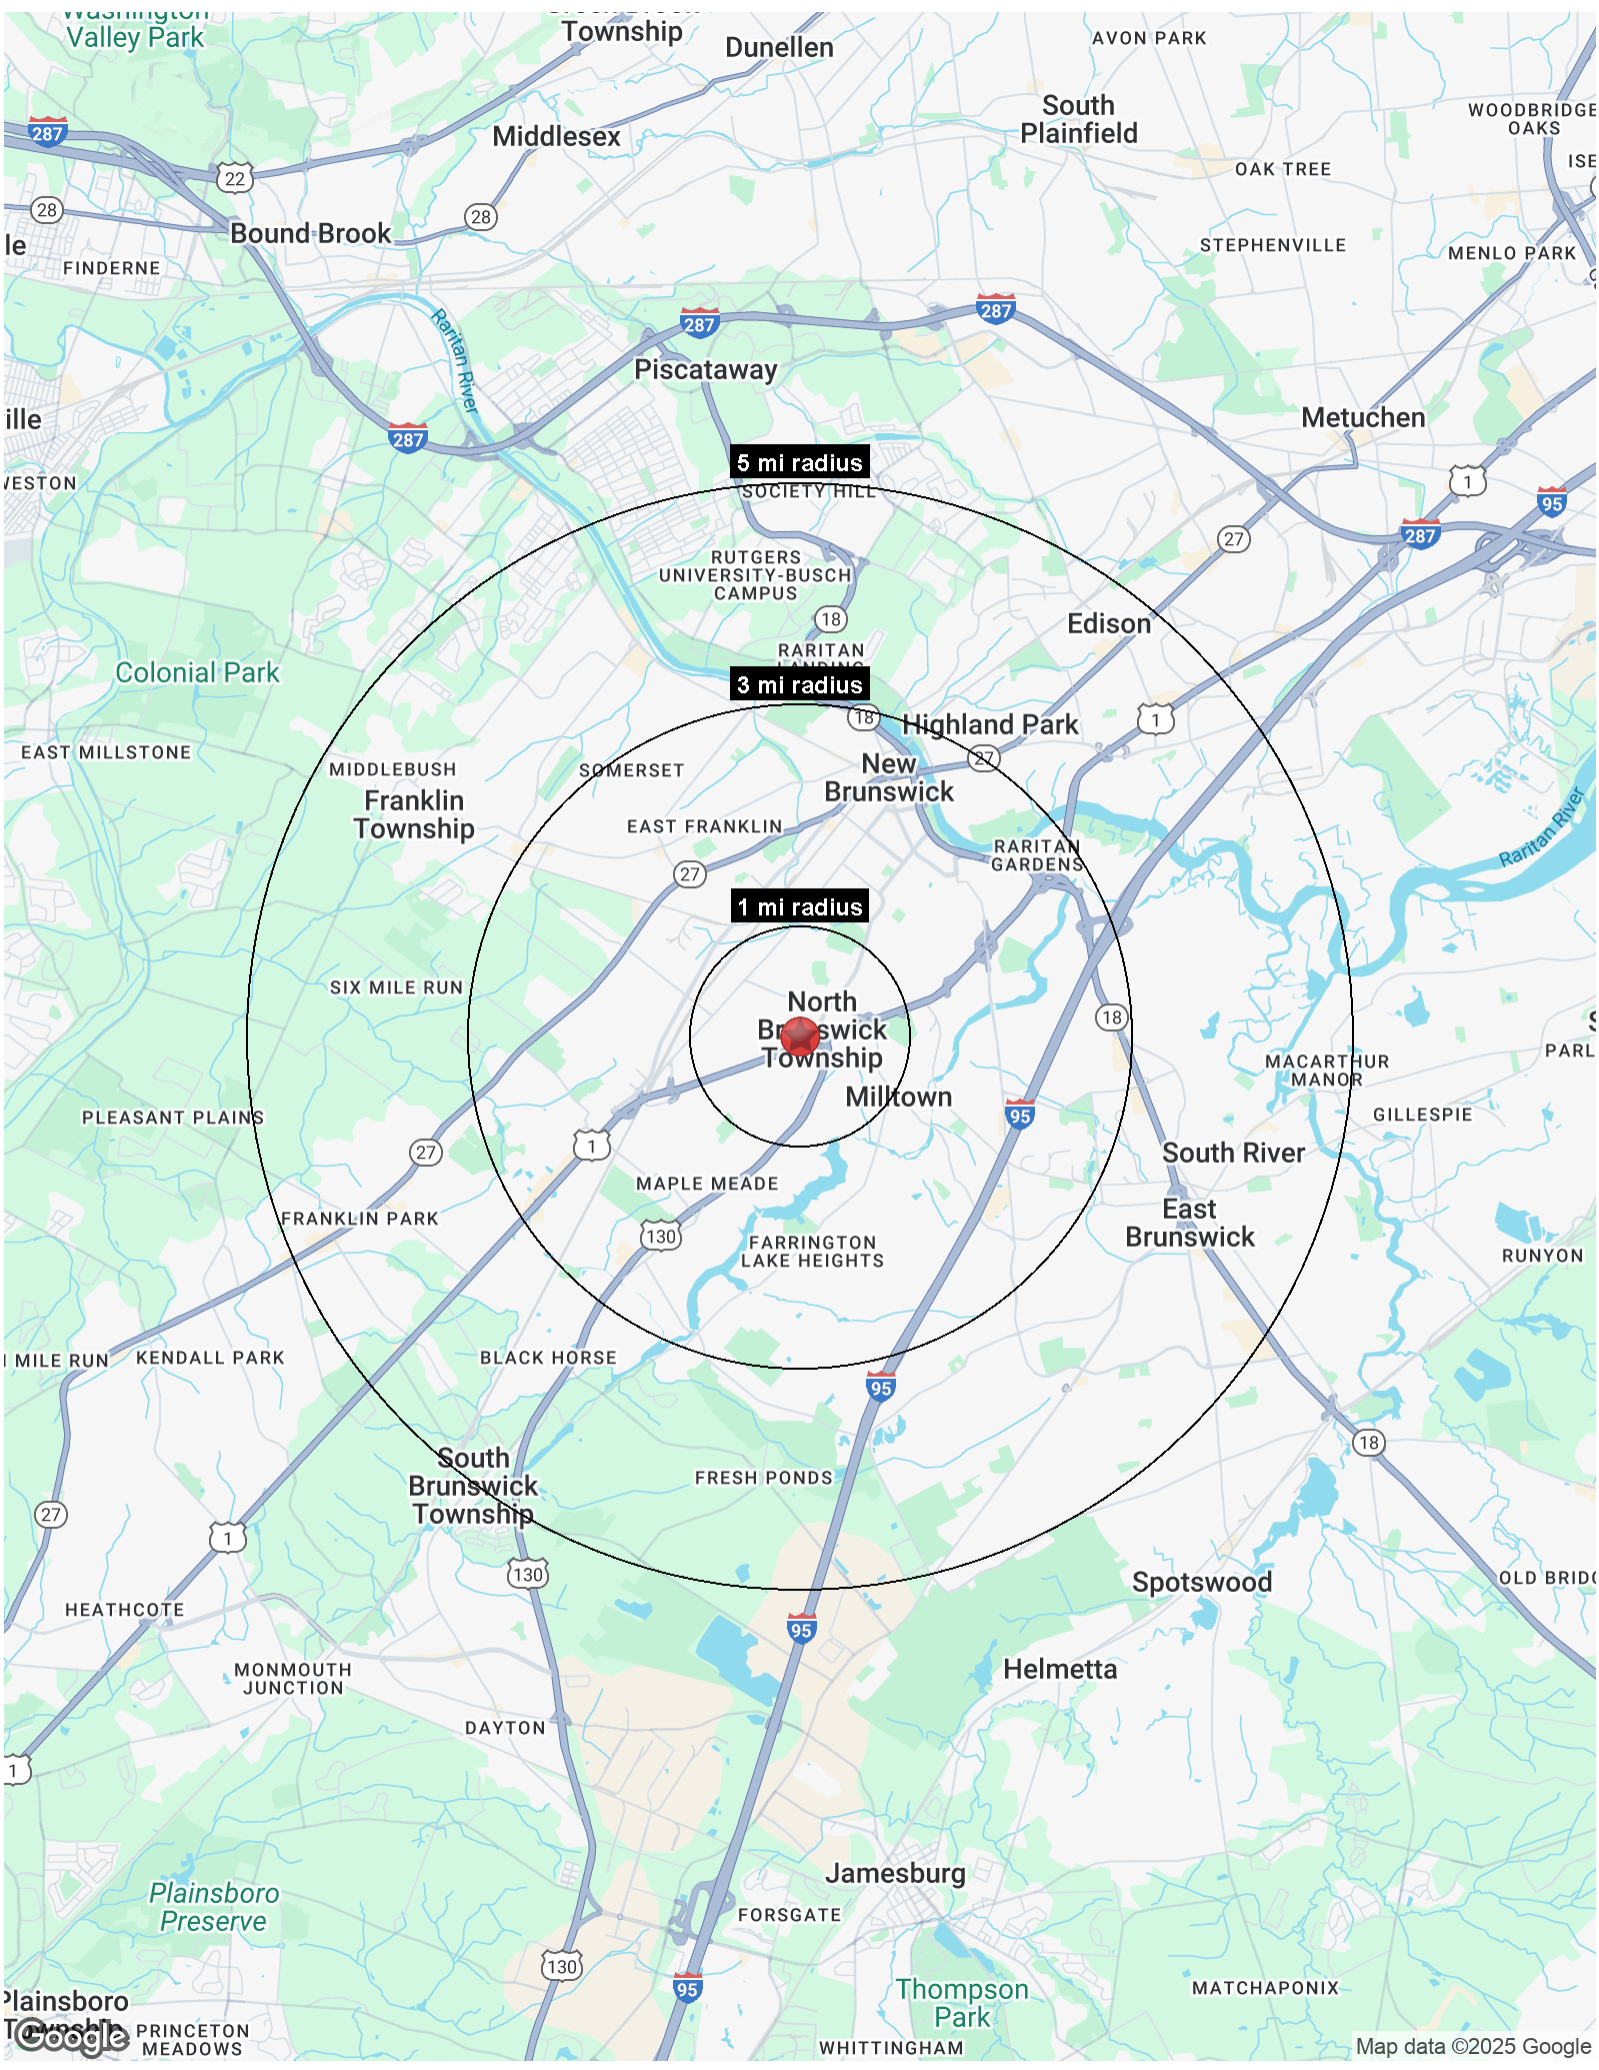 Washington
Valley Park
Township
Dunellen
AVON PARK
Middlesex
South
Plainfield
WOODBRIDGE
OAKS
287
22
OAK TREE
ISE
28
28
Bound Brook
le
FINDERNE
STEPHENVILLE
MENLO PARK
Raritan River
287
287
Piscataway
ille
287
Metuchen
5 mi radius
SOCIETY HILL
WESTON
1
95
287
27
RUTGERS
UNIVERSITY-BUSCH
CAMPUS
18
Edison
RARITAN
LANDING
Colonial Park
3 mi radius
18
Highland Park
1
EAST MILLSTONE
MIDDLEBUSH
SOMERSET
27
New
Brunswick
Franklin
Township
EAST FRANKLIN
Raritan River
RARITAN
GARDENS
27
1 mi radius
SIX MILE RUN
North
Brunswick
Township
18
PARL
MACARTHUR
MANOR
Milltown
95
GILLESPIE
PLEASANT PLAINS
27
1
South River
MAPLE MEADE
FRANKLIN PARK
130
East
Brunswick
FARRINGTON
LAKE HEIGHTS
RUNYON
MILE RUN
KENDALL PARK
BLACK HORSE
95
18
South
Brunswick
Township
FRESH PONDS
27
1
130
Spotswood
OLD BRIDG
HEATHCOTE
95
MONMOUTH
JUNCTION
Helmetta
DAYTON
1
Jamesburg
Plainsboro
Preserve
FORSGATE
130
95
Thompson
Park
MATCHAPONIX
Plainsboro
Township
Google
PRINCETON
MEADOWS
WHITTINGHAM
Map data ©2025 Google